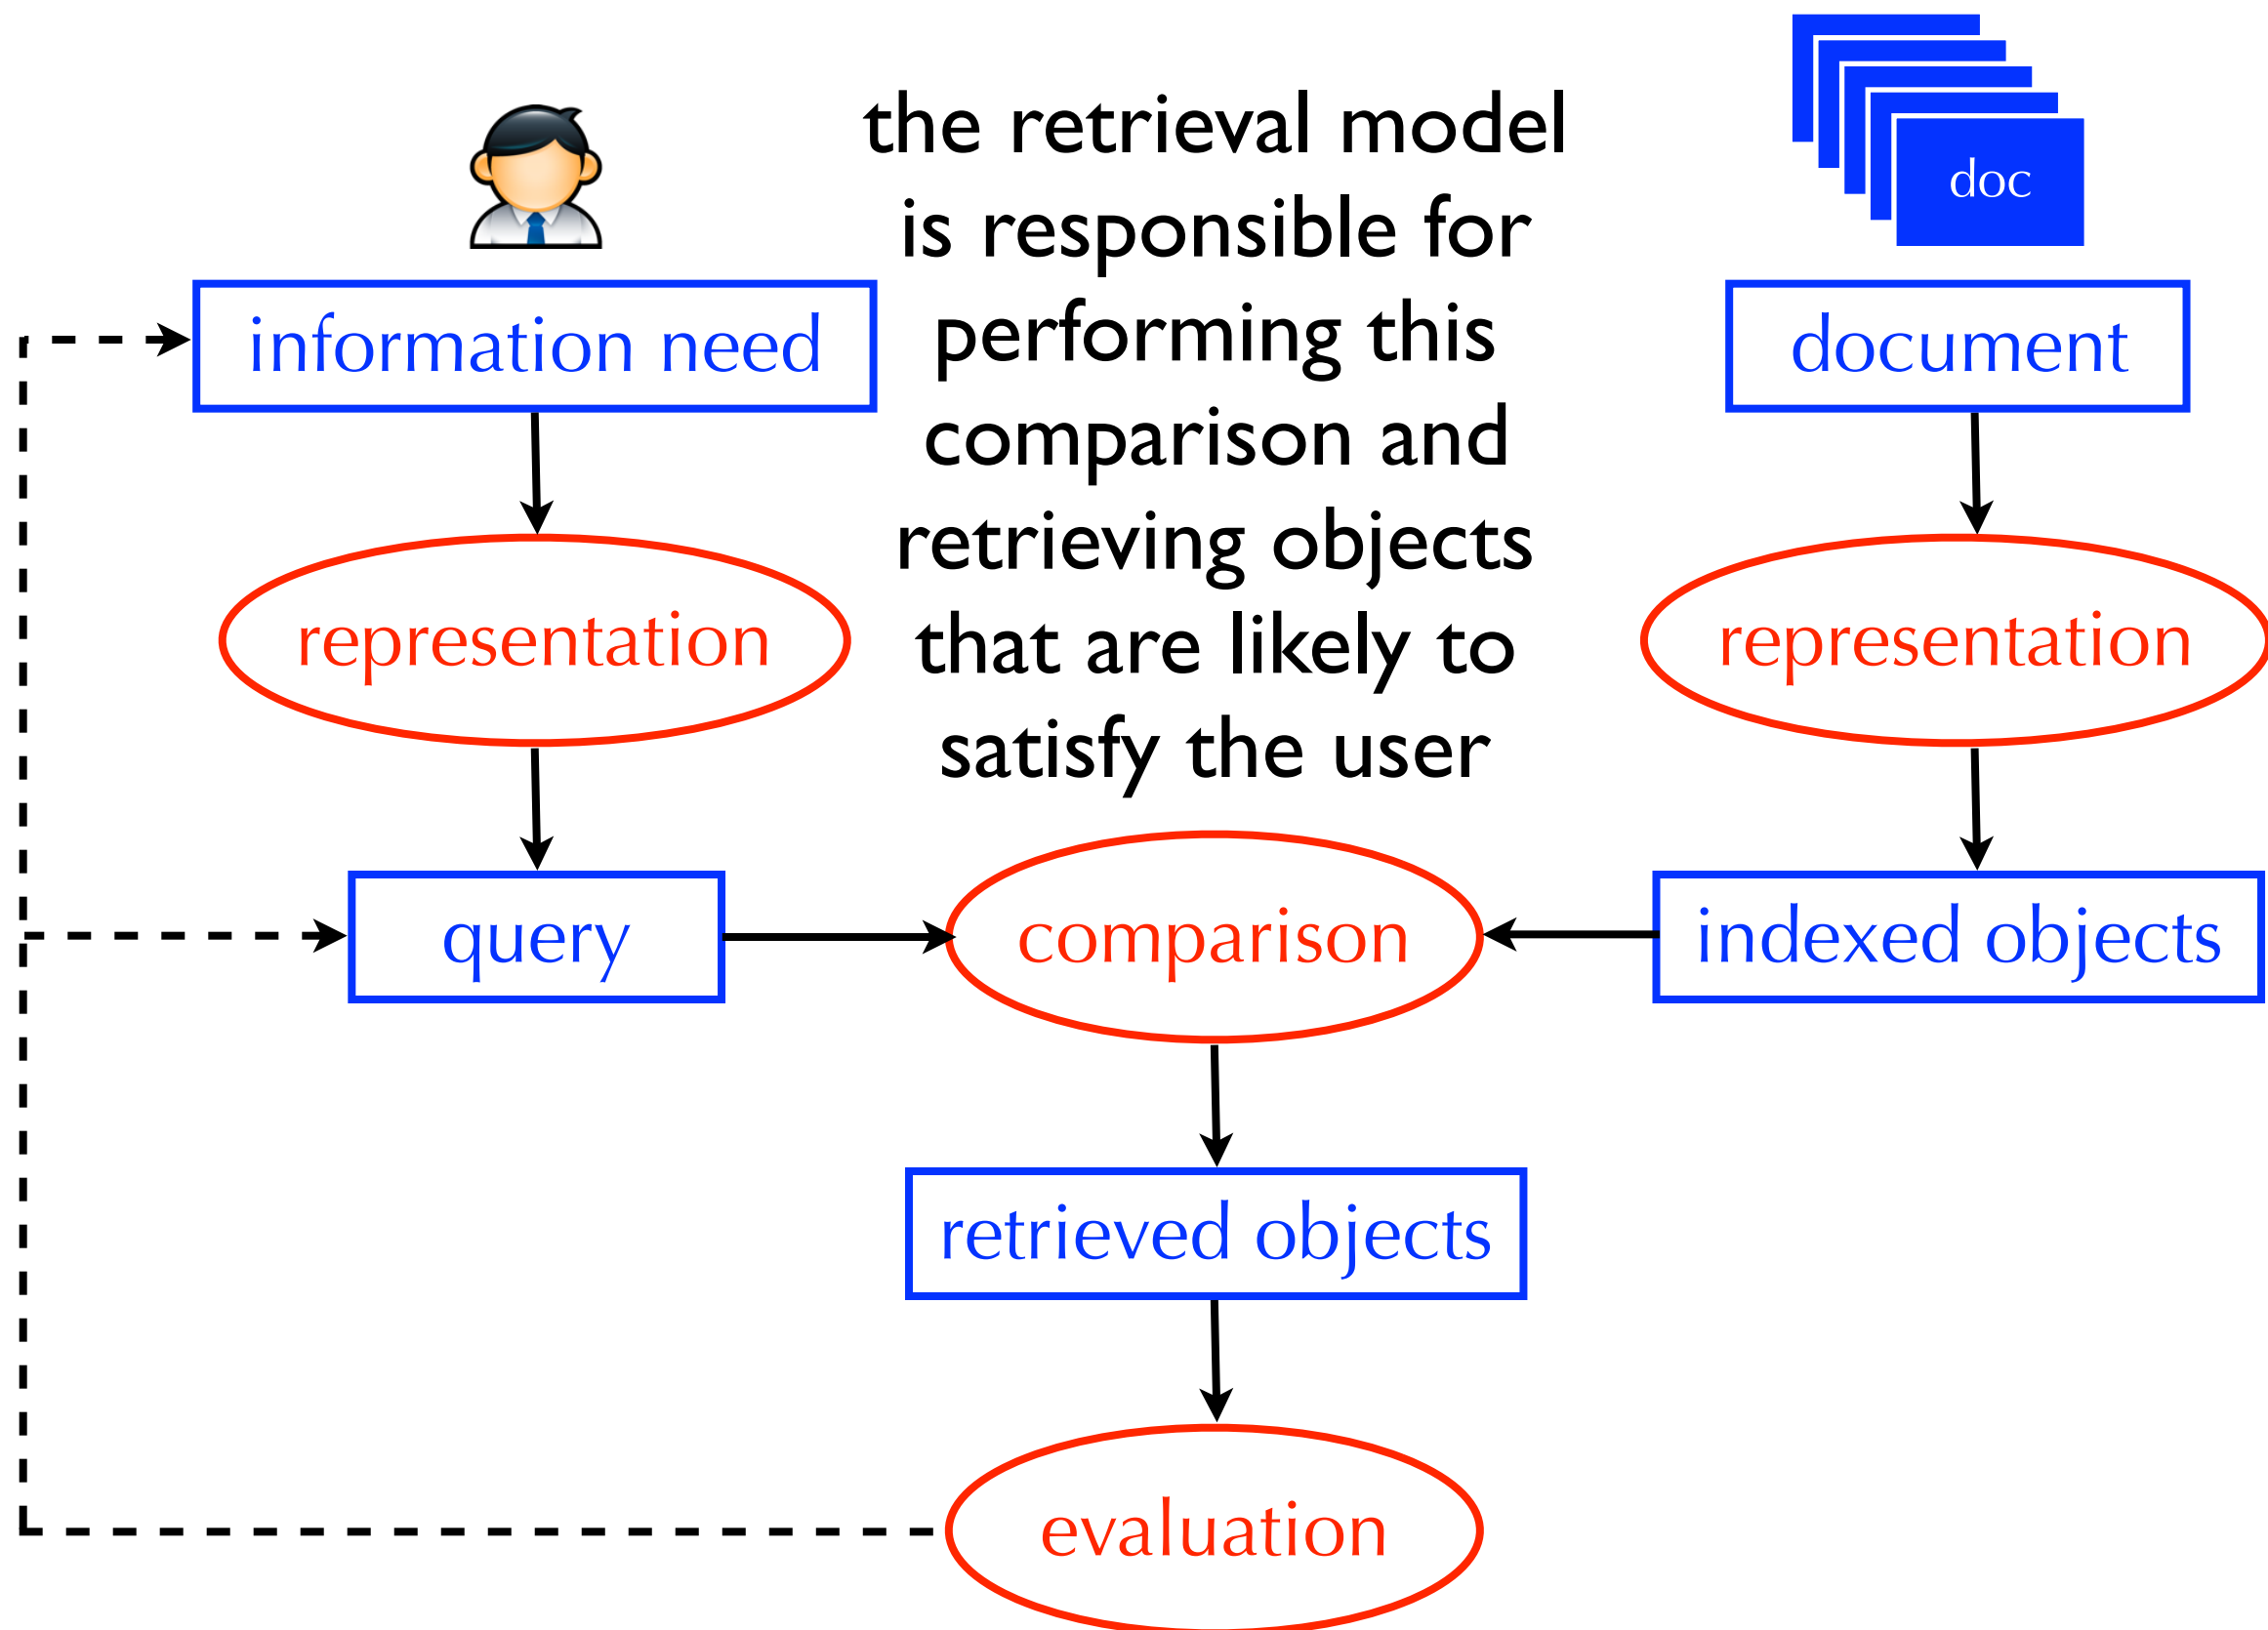 the retrieval model
is responsible for
performing this
comparison and
retrieving objects
that are likely to
satisfy the user
doc
information need
document
representation
representation
query
comparison
indexed objects
retrieved objects
evaluation